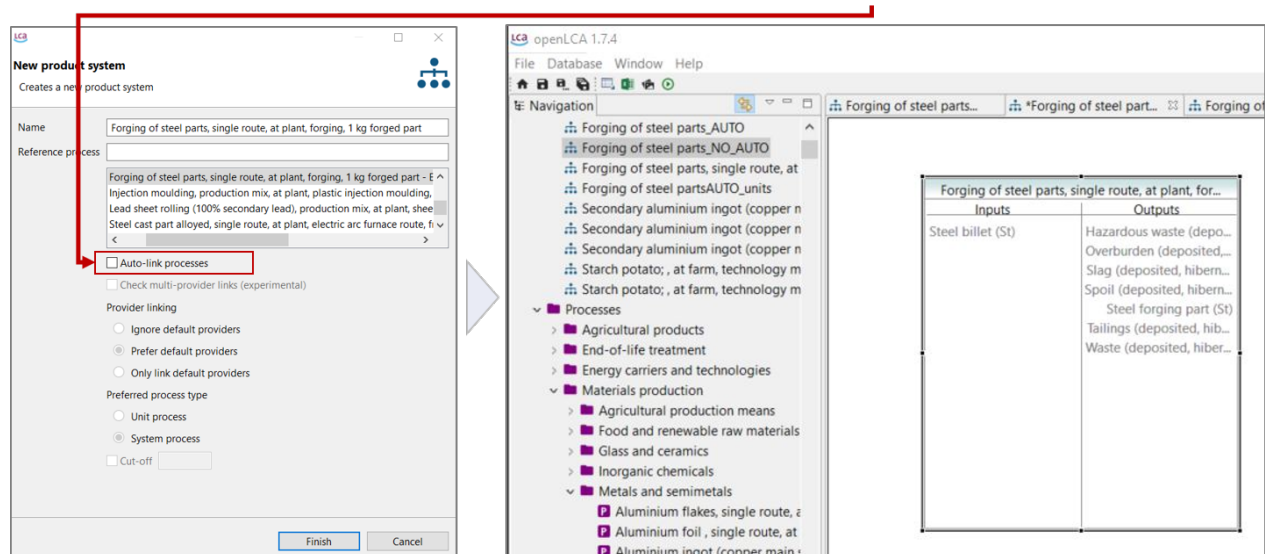 LCA
New product system
Creates a new product system
Name
Forging of steel parts, single route, at plant, forging, 1 kg forged part
Reference process
Forging of steel parts, single route, at plant, forging, 1 kg forged part - E
Injection moulding, production mix, at plant, plastic injection moulding,
Lead sheet rolling (100% secondary lead), production mix, at plant, shee
Steel cast part alloyed, single route, at plant, electric arc furnace route, f
Auto-link processes
Check multi-provider links (experimental)
Provider linking
Ignore default providers
Prefer default providers
Only link default providers
Preferred process type
Unit process
System process
Cut-off
Finish Cancel
LCA openLCA 1.7.4
File Database Window Help
Navigation
Forging of steel parts_AUTO
Forging of steel parts_NO_AUTO
Forging of steel parts, single route, at
Forging of steel partsAUTO_units
Secondary aluminium ingot (copper n
Secondary aluminium ingot (copper n
Secondary aluminium ingot (copper n
Starch potato; , at farm, technology m
Starch potato; , at farm, technology m
Processes
Agricultural products
End-of-life treatment
Energy carriers and technologies
Materials production
Agricultural production means
Food and renewable raw materials
Glass and ceramics
Inorganic chemicals
Metals and semimetals
P Aluminium flakes, single route, a
P Aluminium foil , single route, at
P Aluminium ingot (copper main
Forging of steel parts... *Forging of steel part... Forging of
Forging of steel parts, single route, at plant, for...
Inputs Outputs
Steel billet (St) Hazardous waste (depo...
Overburden (deposited,...
Slag (deposited, hibern...
Spoil (deposited, hibern...
Steel forging part (St)
Tailings (deposited, hib...
Waste (deposited, hiber...